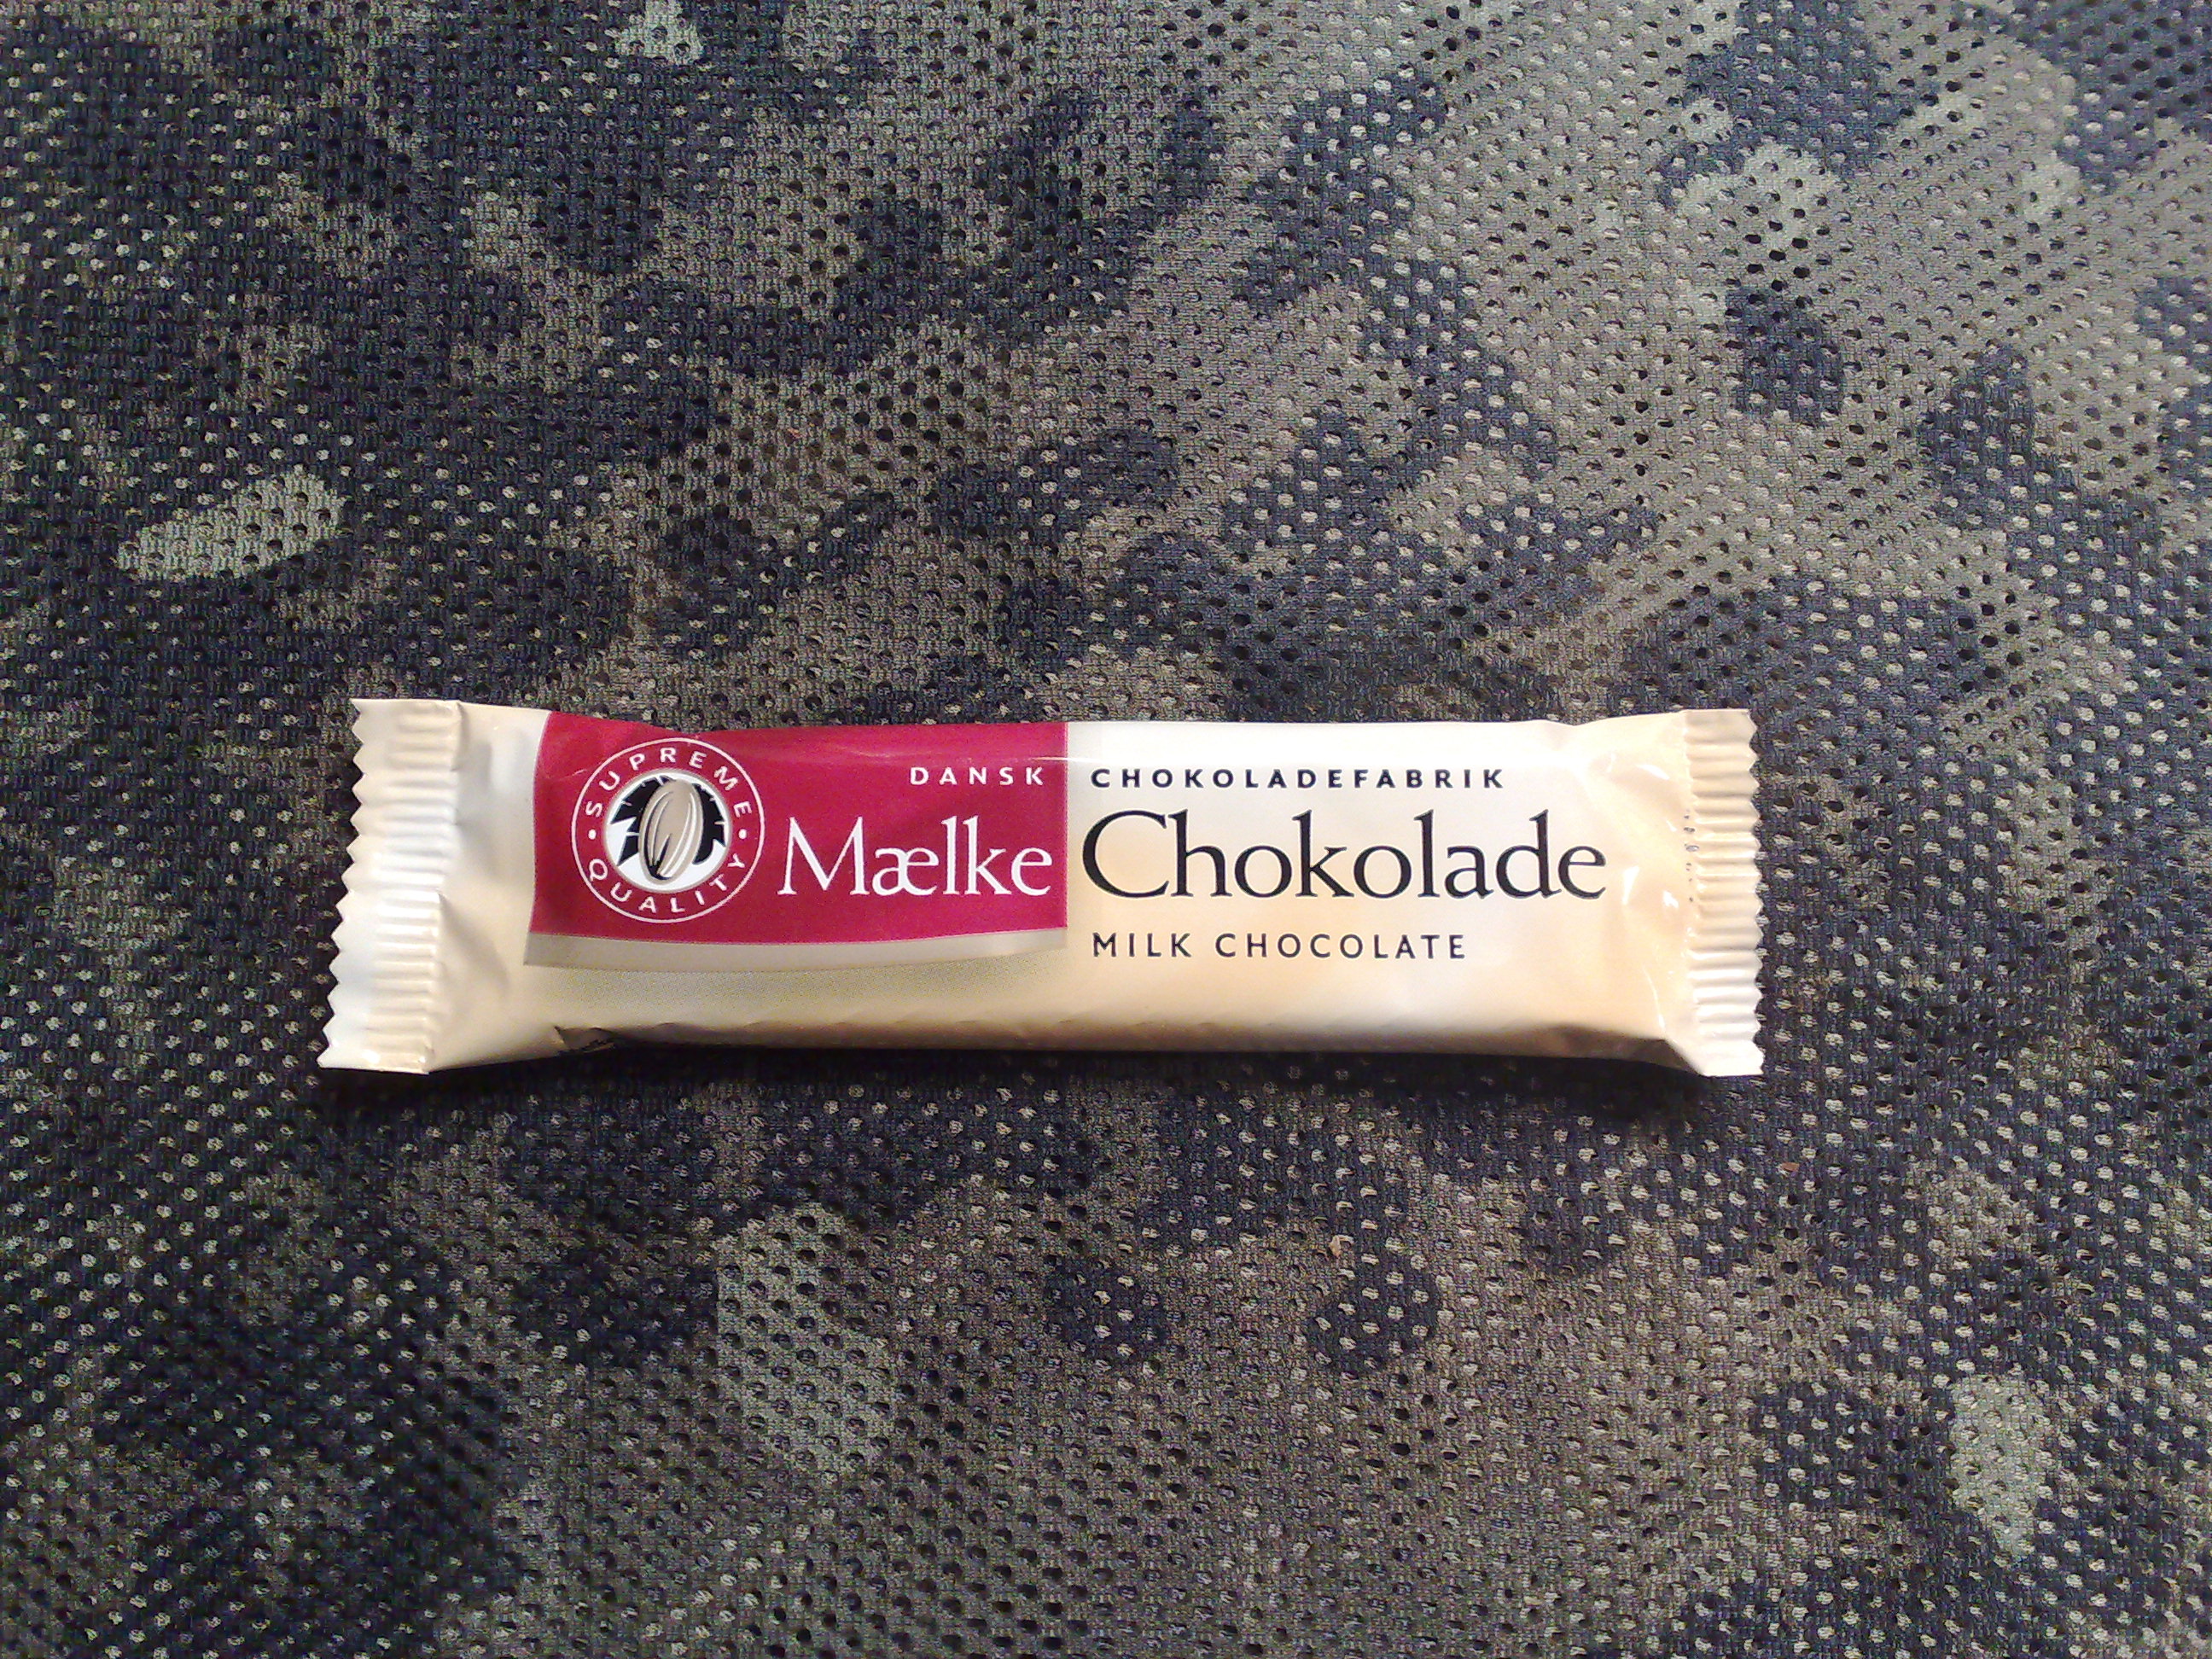 SUPREME
QUALITY
DANSK CHOKOLADEFABRIK
Mælke Chokolade
MILK CHOCOLATE